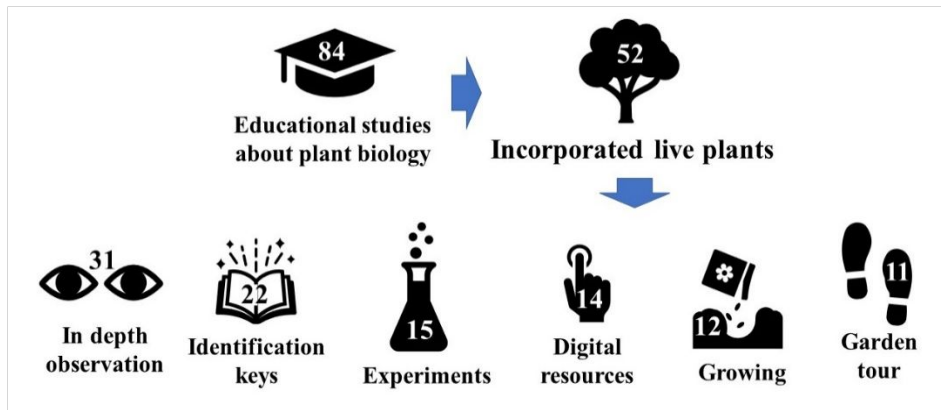 84
52
Educational studies
about plant biology
Incorporated live plants
31
22
15
14
12
11
In depth
observation
Identification
keys
Experiments
Digital
resources
Growing
Garden
tour